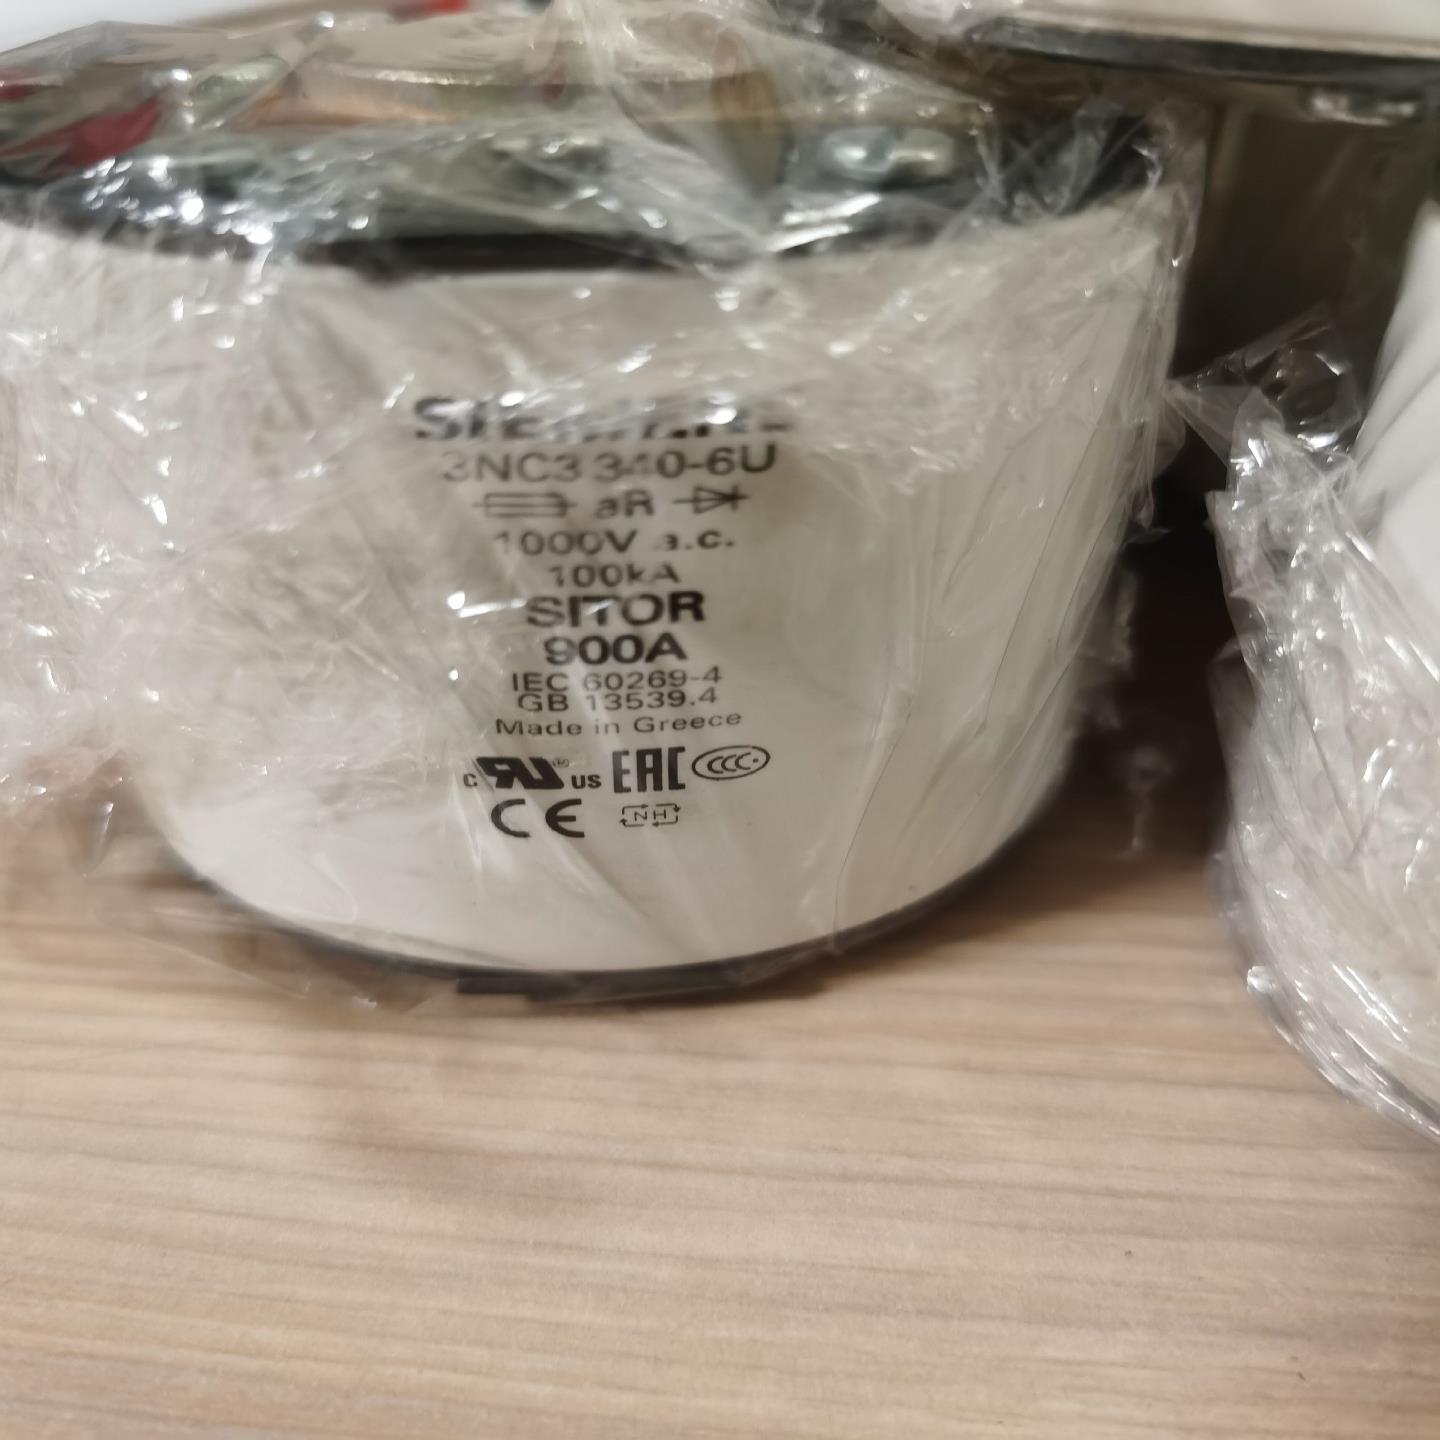 SIEMENS
3NC3 340-6U
aR
1000V a.c.
100kA
SITOR
900A
IEC 60269-4
GB 13539.4
Made in Greece
c RU ® us EAC CCC
CE NH